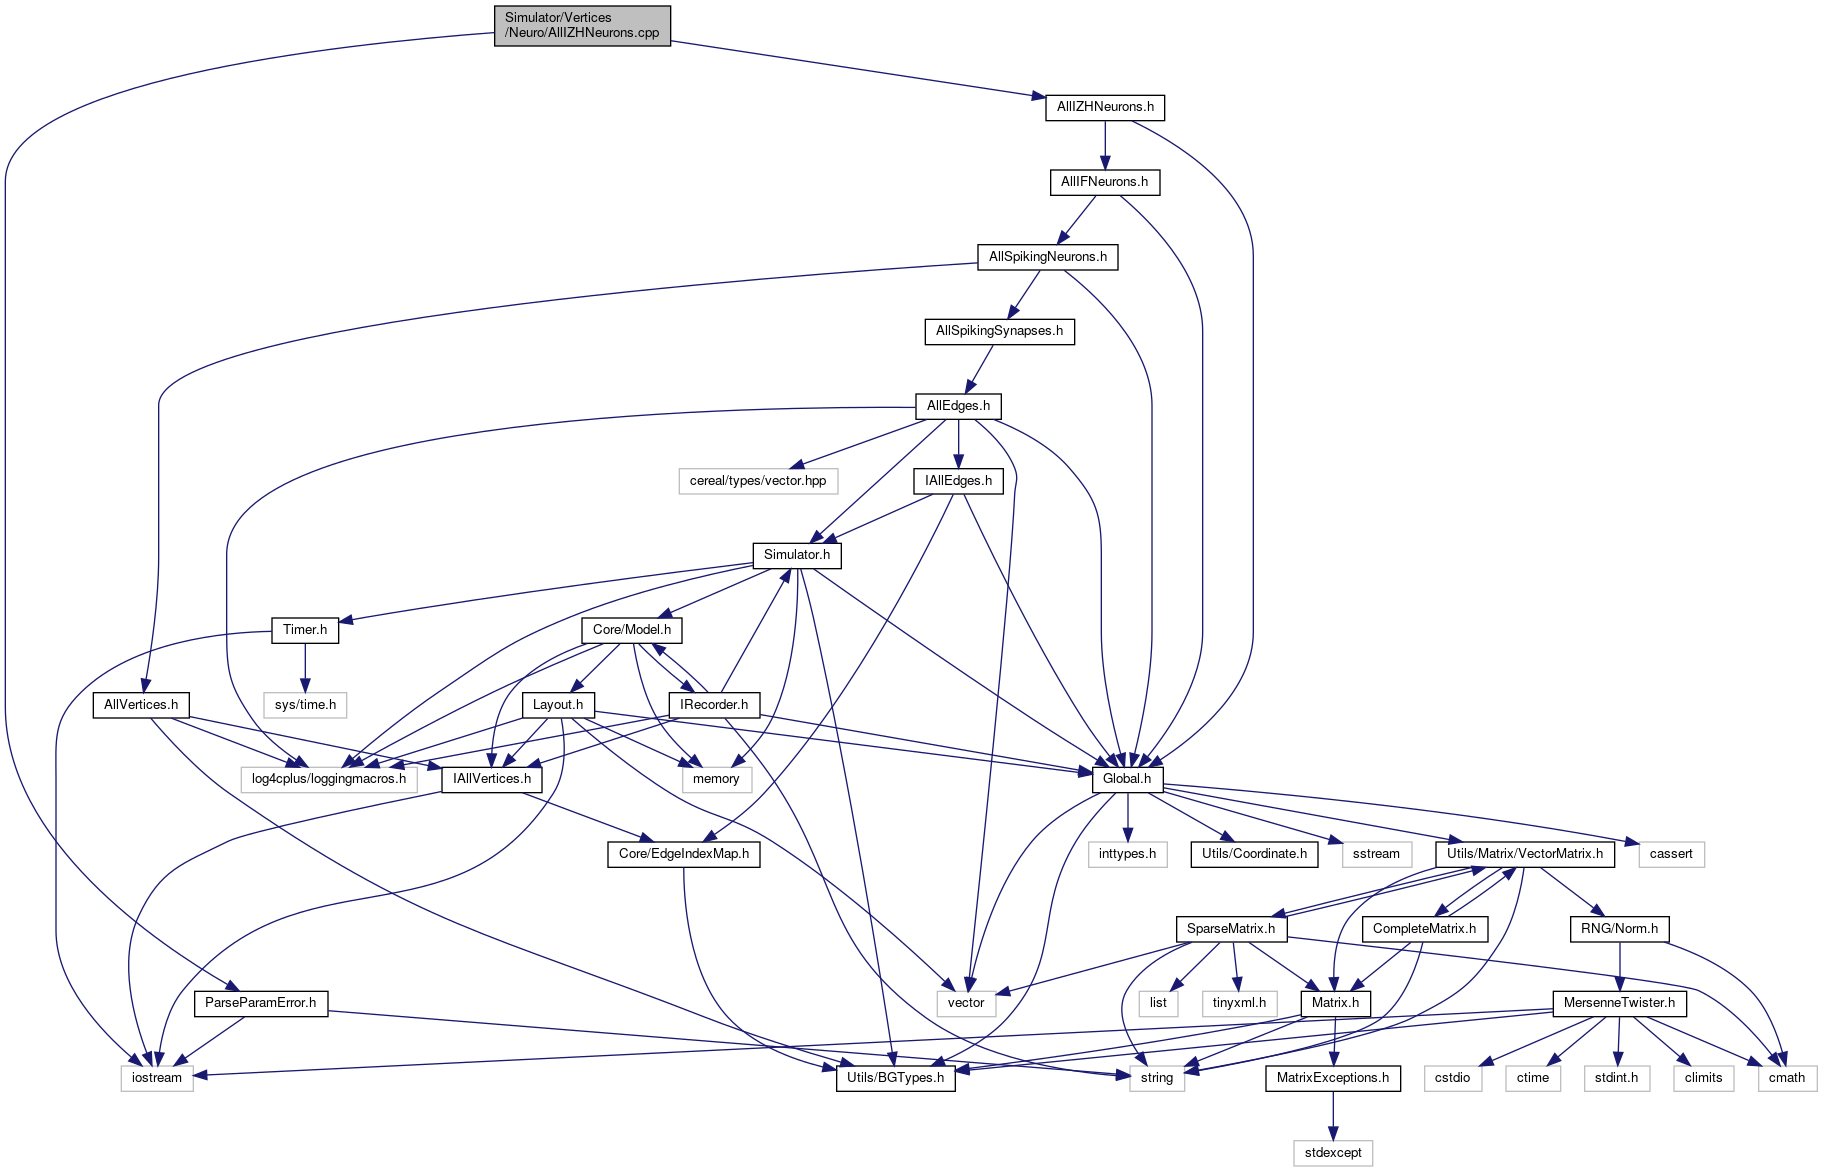 Simulator/Vertices
/Neuro/AllIZHNeurons.cpp
AllIZHNeurons.h
AllIFNeurons.h
AllSpikingNeurons.h
AllSpikingSynapses.h
AllEdges.h
cereal/types/vector.hpp
IAllEdges.h
Simulator.h
Timer.h
Core/Model.h
AllVertices.h
sys/time.h
Layout.h
IRecorder.h
log4cplus/loggingmacros.h
IAllVertices.h
memory
Global.h
Core/EdgeIndexMap.h
inttypes.h
Utils/Coordinate.h
sstream
Utils/Matrix/VectorMatrix.h
cassert
SparseMatrix.h
CompleteMatrix.h
RNG/Norm.h
ParseParamError.h
vector
list
tinyxml.h
Matrix.h
MersenneTwister.h
iostream
Utils/BGTypes.h
string
MatrixExceptions.h
cstdio
ctime
stdint.h
climits
cmath
stdexcept